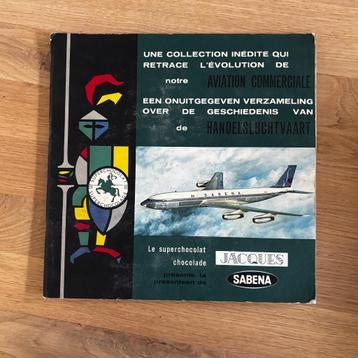 UNE COLLECTION INÉDITE QUI
RETRACE L'ÉVOLUTION DE
notre AVIATION COMMERCIALE
EEN ONUITGEGEVEN VERZAMELING
OVER DE GESCHIEDENIS VAN
de HANDELSLUCHTVAART
SABENA
Le superchocolat
chocolade JACQUES
présente la
presenteert de SABENA